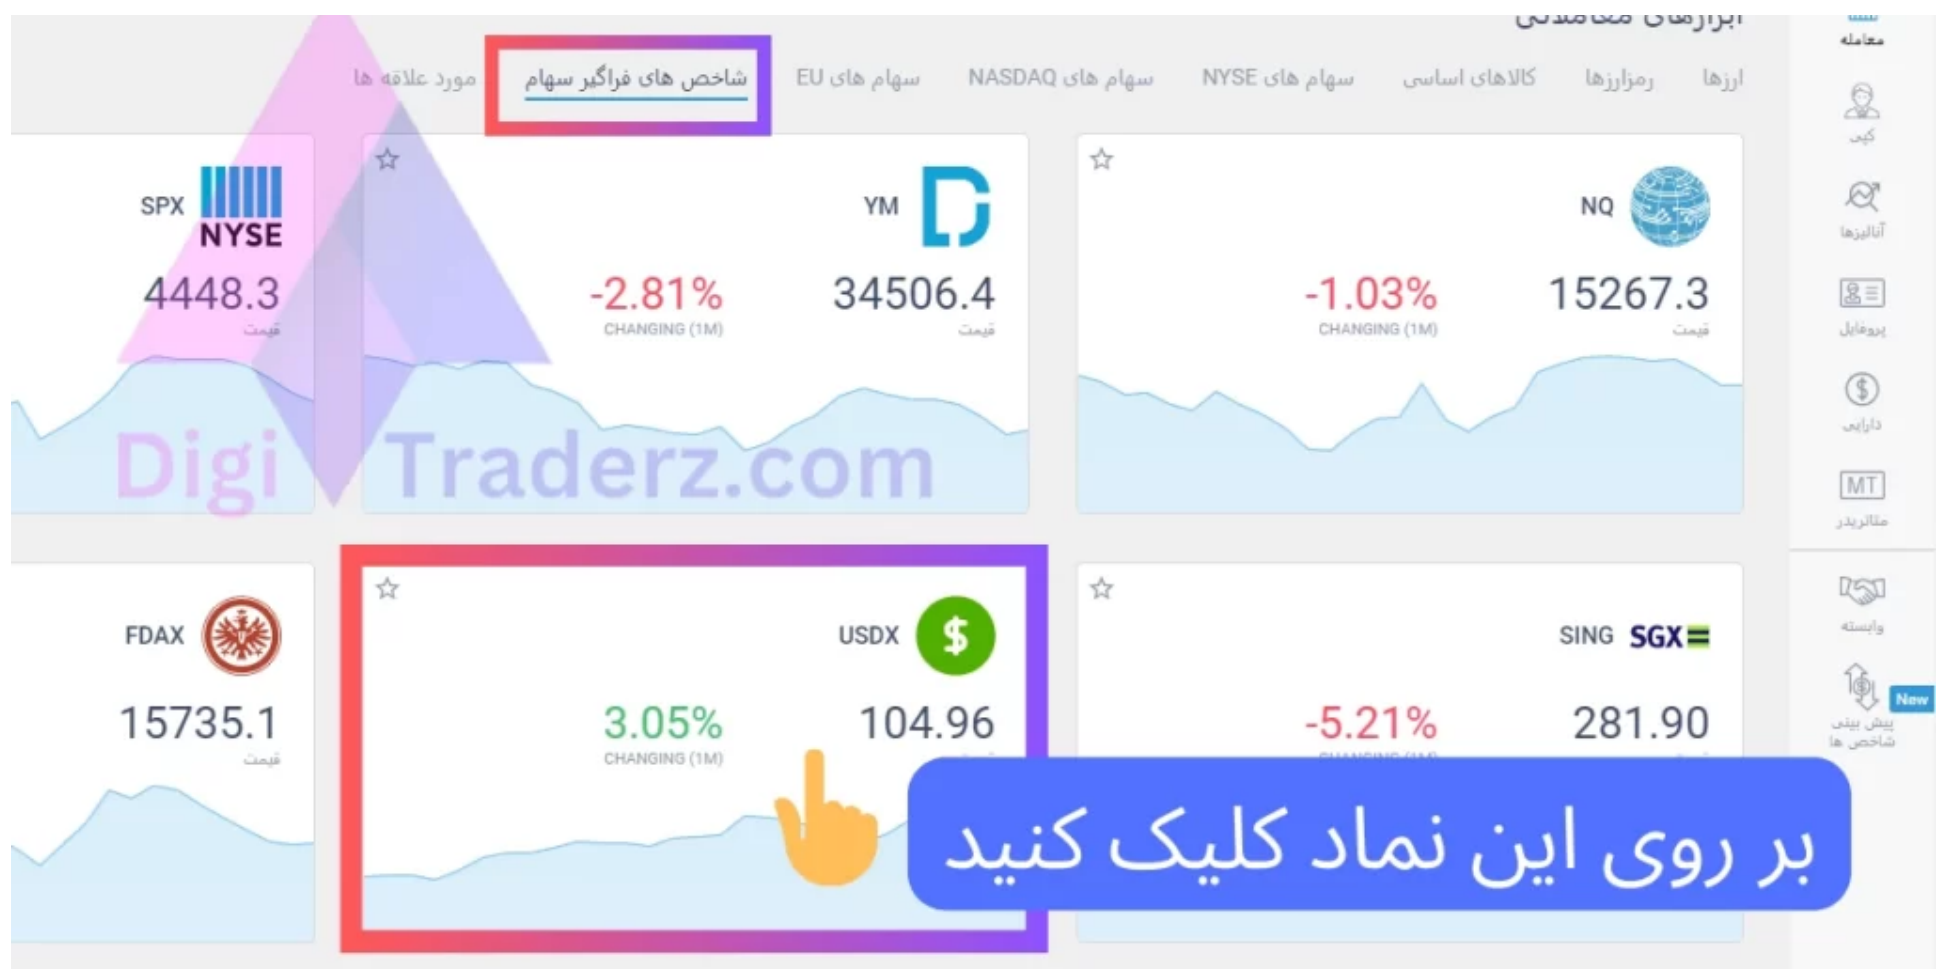 ابزارهای معاملاتی
ارزها
رمزارزها
کالاهای اساسی
سهام های NYSE
سهام های NASDAQ
سهام های EU
شاخص های فراگیر سهام
مورد علاقه ها
NQ
15267.3
قیمت
-1.03%
CHANGING (1M)
YM
34506.4
قیمت
-2.81%
CHANGING (1M)
SPX
NYSE
4448.3
قیمت
Digi Traderz.com
SING SGX
281.90
-5.21%
CHANGING (1M)
USDX
$
104.96
3.05%
CHANGING (1M)
FDAX
15735.1
قیمت
بر روی این نماد کلیک کنید
معامله
کپی
آنالیزها
پروفایل
$
دارایی
MT
متاتریدر
وابسته
$
New
پیش بینی
شاخص ها